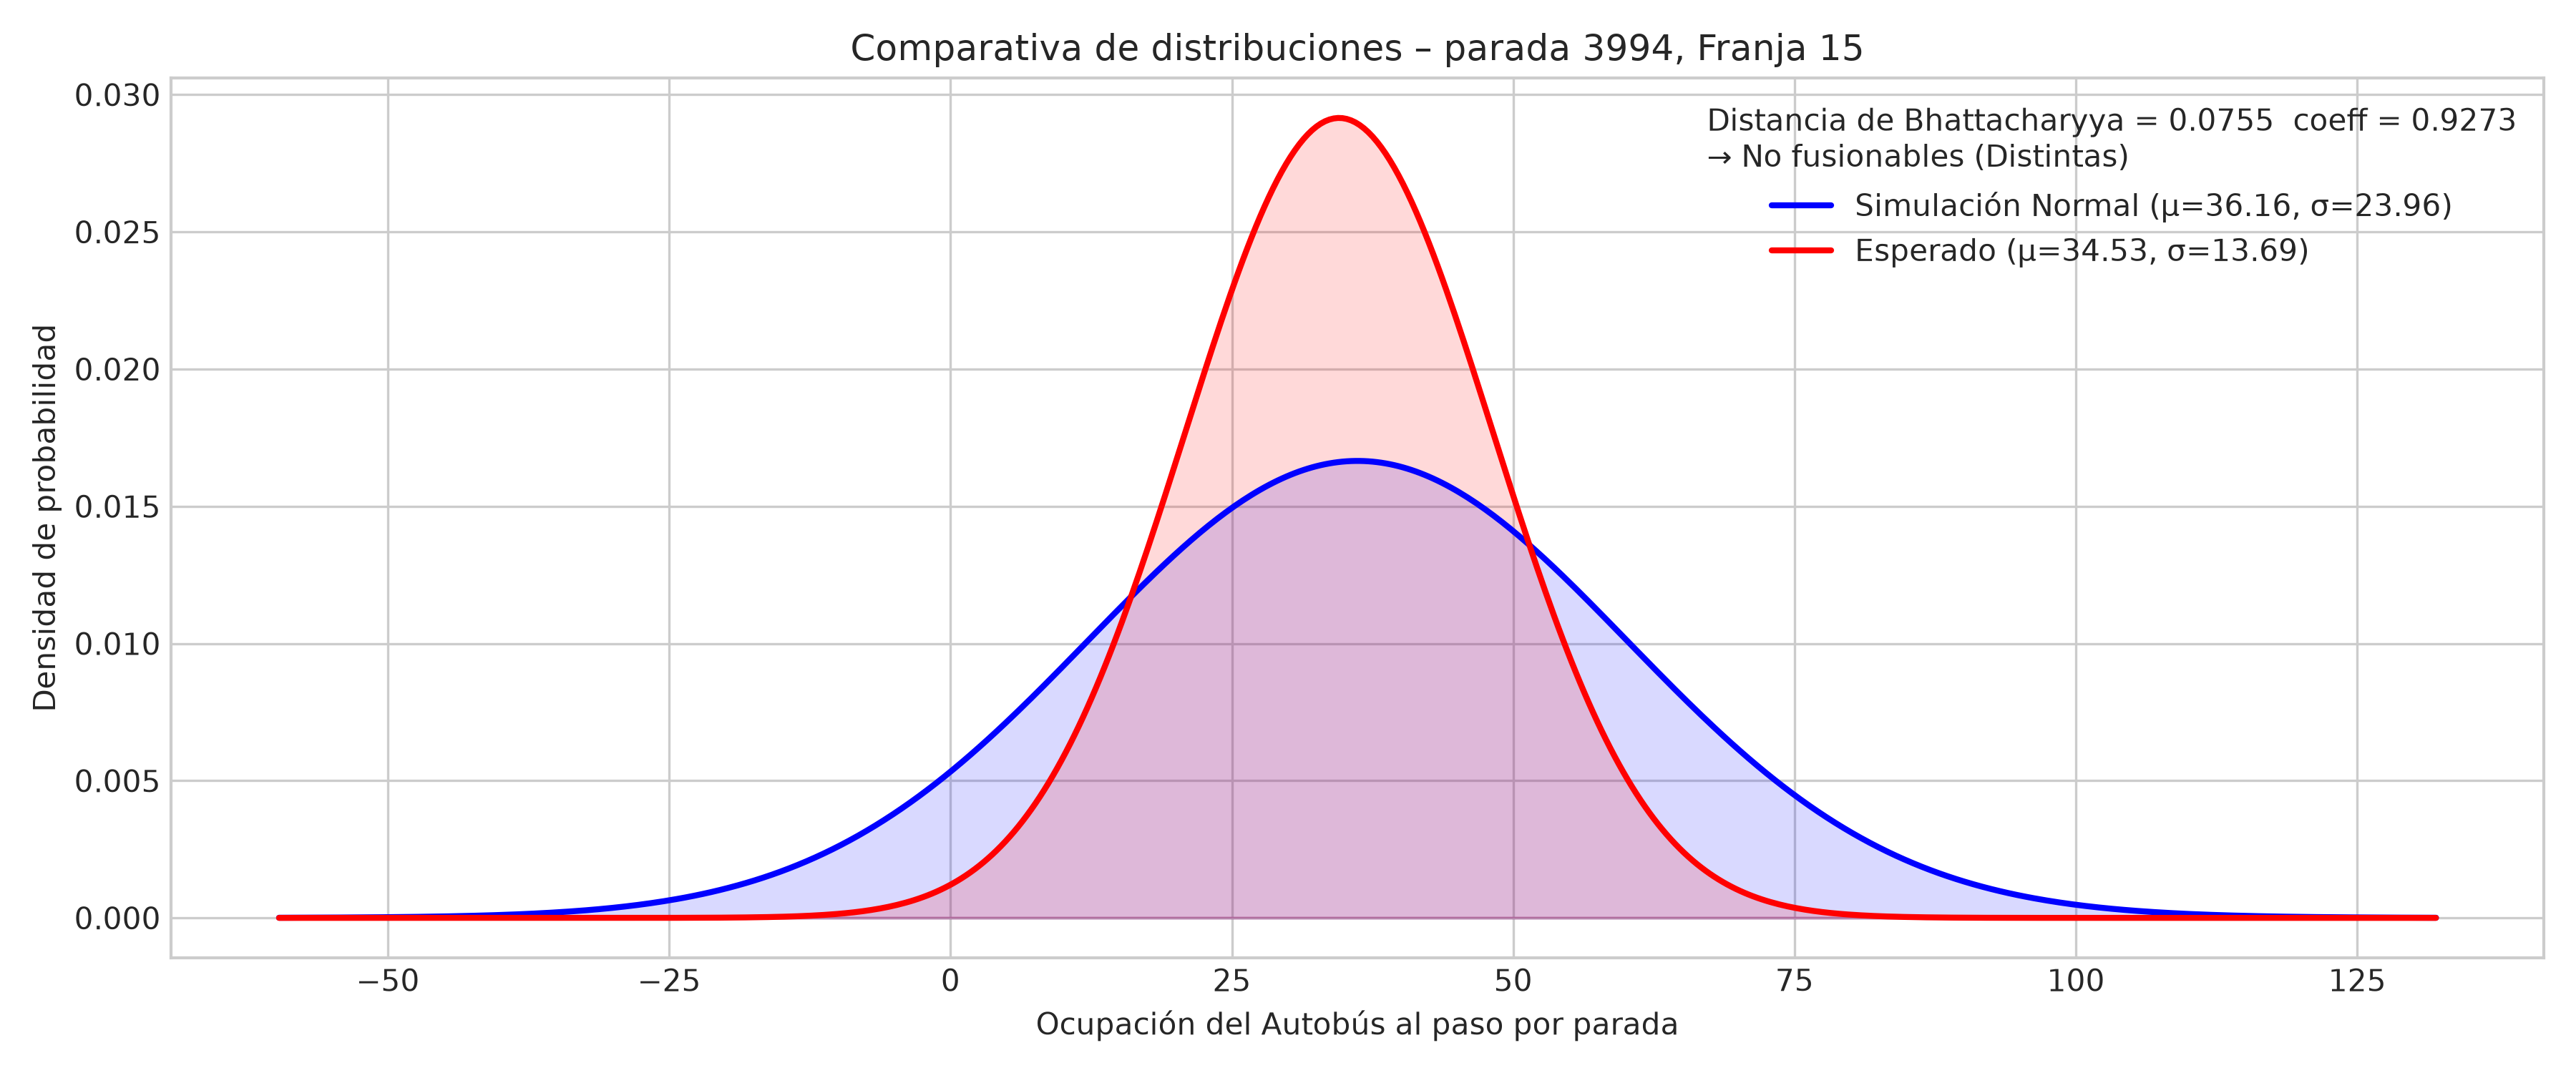 Comparativa de distribuciones – parada 3994, Franja 15
Distancia de Bhattacharyya = 0.0755  coeff = 0.9273
→ No fusionables (Distintas)
Simulación Normal (μ=36.16, σ=23.96)
Esperado (μ=34.53, σ=13.69)
Densidad de probabilidad
0.030
0.025
0.020
0.015
0.010
0.005
0.000
−50
−25
0
25
50
75
100
125
Ocupación del Autobús al paso por parada